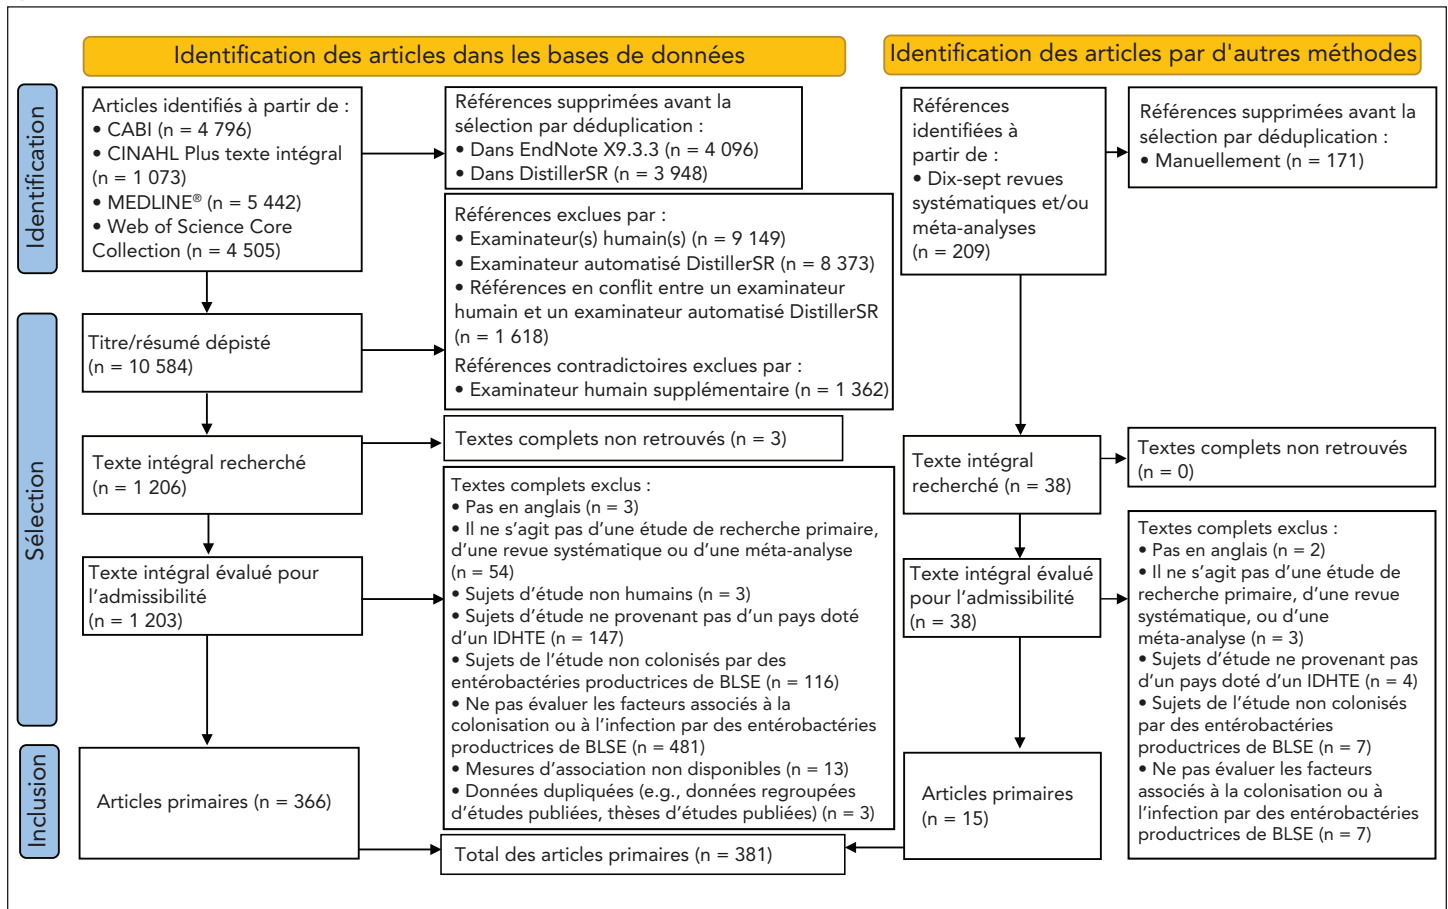 Identification des articles dans les bases de données
Identification des articles par d'autres méthodes
Identification
Articles identifiés à partir de :
• CABI (n = 4 796)
• CINAHL Plus texte intégral
(n = 1 073)
• MEDLINE® (n = 5 442)
• Web of Science Core
Collection (n = 4 505)
Références supprimées avant la
sélection par déduplication :
• Dans EndNote X9.3.3 (n = 4 096)
• Dans DistillerSR (n = 3 948)
Références
identifiées à
partir de :
• Dix-sept revues
systématiques et/ou
méta-analyses
(n = 209)
Références supprimées avant la
sélection par déduplication :
• Manuellement (n = 171)
Références exclues par :
• Examinateur(s) humain(s) (n = 9 149)
• Examinateur automatisé DistillerSR (n = 8 373)
• Références en conflit entre un examinateur
humain et un examinateur automatisé DistillerSR
(n = 1 618)
Références contradictoires exclues par :
• Examinateur humain supplémentaire (n = 1 362)
Sélection
Titre/résumé dépisté
(n = 10 584)
Texte intégral recherché
(n = 1 206)
Textes complets non retrouvés (n = 3)
Texte intégral
recherché (n = 38)
Textes complets non retrouvés
(n = 0)
Texte intégral évalué pour
l'admissibilité
(n = 1 203)
Textes complets exclus :
• Pas en anglais (n = 3)
• Il ne s'agit pas d'une étude de recherche primaire,
d'une revue systématique ou d'une méta-analyse
(n = 54)
• Sujets d'étude non humains (n = 3)
• Sujets d'étude ne provenant pas d'un pays doté
d'un IDHTE (n = 147)
• Sujets de l'étude non colonisés par des
entérobactéries productrices de BLSE (n = 116)
• Ne pas évaluer les facteurs associés à la
colonisation ou à l'infection par des entérobactéries
productrices de BLSE (n = 481)
• Mesures d'association non disponibles (n = 13)
• Données dupliquées (e.g., données regroupées
d'études publiées, thèses d'études publiées) (n = 3)
Texte intégral évalué
pour l'admissibilité
(n = 38)
Textes complets exclus :
• Pas en anglais (n = 2)
• Il ne s'agit pas d'une étude de
recherche primaire, d'une revue
systématique, ou d'une
méta-analyse (n = 3)
• Sujets d'étude ne provenant pas
d'un pays doté d'un IDHTE (n = 4)
• Sujets de l'étude non colonisés
par des entérobactéries
productrices de BLSE (n = 7)
• Ne pas évaluer les facteurs
associés à la colonisation ou à
l'infection par des entérobactéries
productrices de BLSE (n = 7)
Inclusion
Articles primaires (n = 366)
Total des articles primaires (n = 381)
Articles primaires
(n = 15)